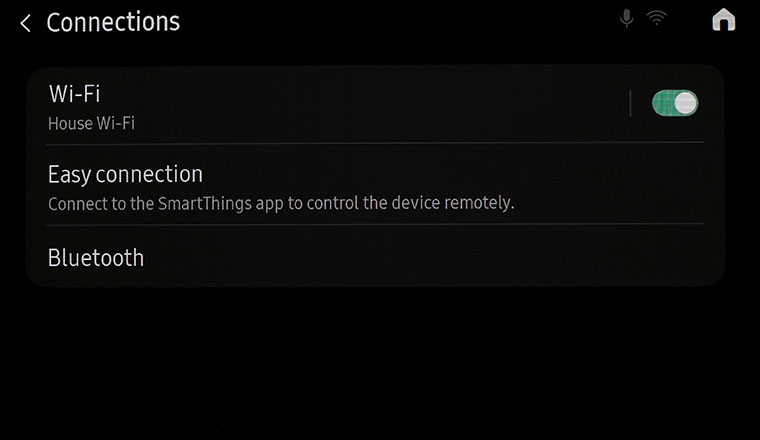 Connections
Wi-Fi
House Wi-Fi
Easy connection
Connect to the SmartThings app to control the device remotely.
Bluetooth